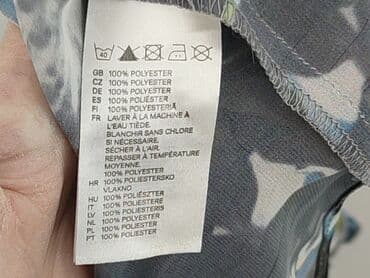 40
GB 100% POLYESTER
CZ 100% POLYESTER
DE 100% POLYESTER
ES 100% POLIÉSTER
FI 100% POLYESTERIÄ
FR LAVER À LA MACHINE À
L'EAU TIÈDE.
BLANCHIR SANS CHLORE
SI NÉCESSAIRE.
SÉCHER À L'AIR.
REPASSER À TEMPÉRATURE
MOYENNE.
100% POLYESTER
HR 100% POLIESTERSKO
VLAKNO
HU 100% POLIÉSZTER
IT 100% POLIESTERE
LV 100% POLIESTERIS
NL 100% POLYESTER
PL 100% POLIESTER
PT 100% POLIÉSTER